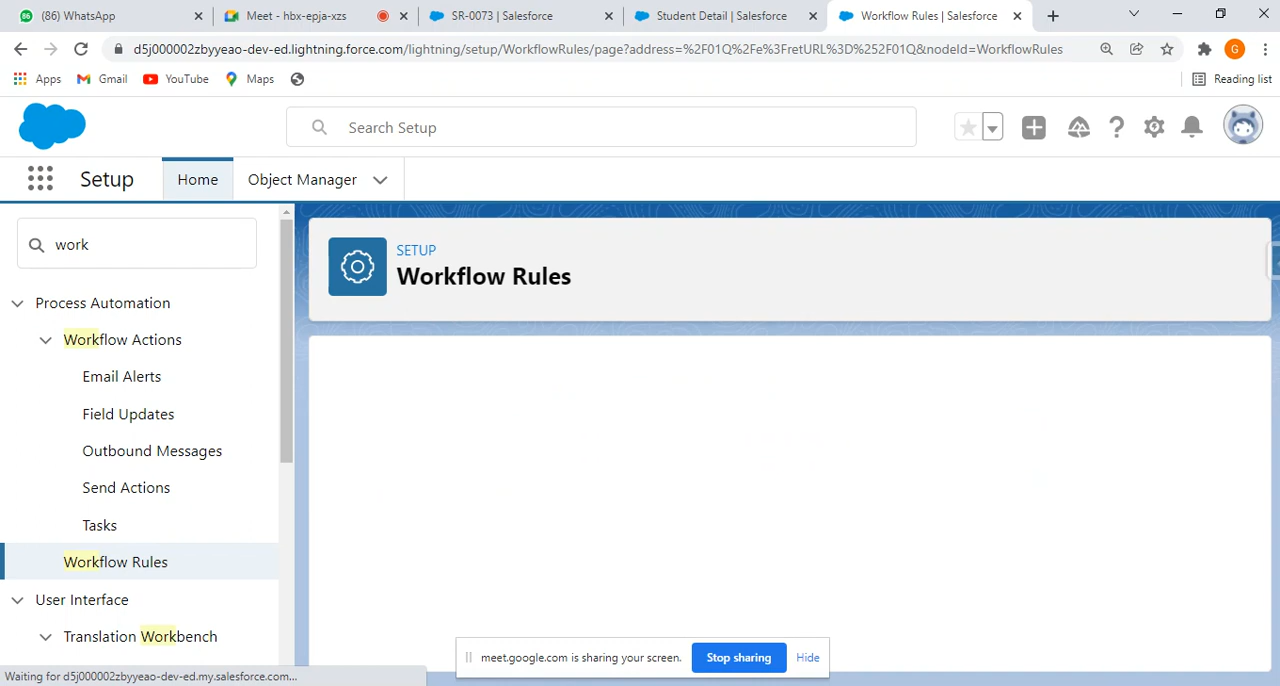 (86) WhatsApp
Meet - hbx-epja-xzs
SR-0073 | Salesforce
Student Detail | Salesforce
Workflow Rules | Salesforce
d5j000002zbyyeao-dev-ed.lightning.force.com/lightning/setup/WorkflowRules/page?address=%2F01Q%2Fe%3FretURL%3D%252F01Q&nodeId=WorkflowRules
G
Apps
Gmail
YouTube
Maps
Reading list
Search Setup
Setup
Home
Object Manager
work
SETUP
Workflow Rules
Process Automation
Workflow Actions
Email Alerts
Field Updates
Outbound Messages
Send Actions
Tasks
Workflow Rules
User Interface
Translation Workbench
meet.google.com is sharing your screen.
Stop sharing
Hide
Waiting for d5j000002zbyyeao-dev-ed.my.salesforce.com...